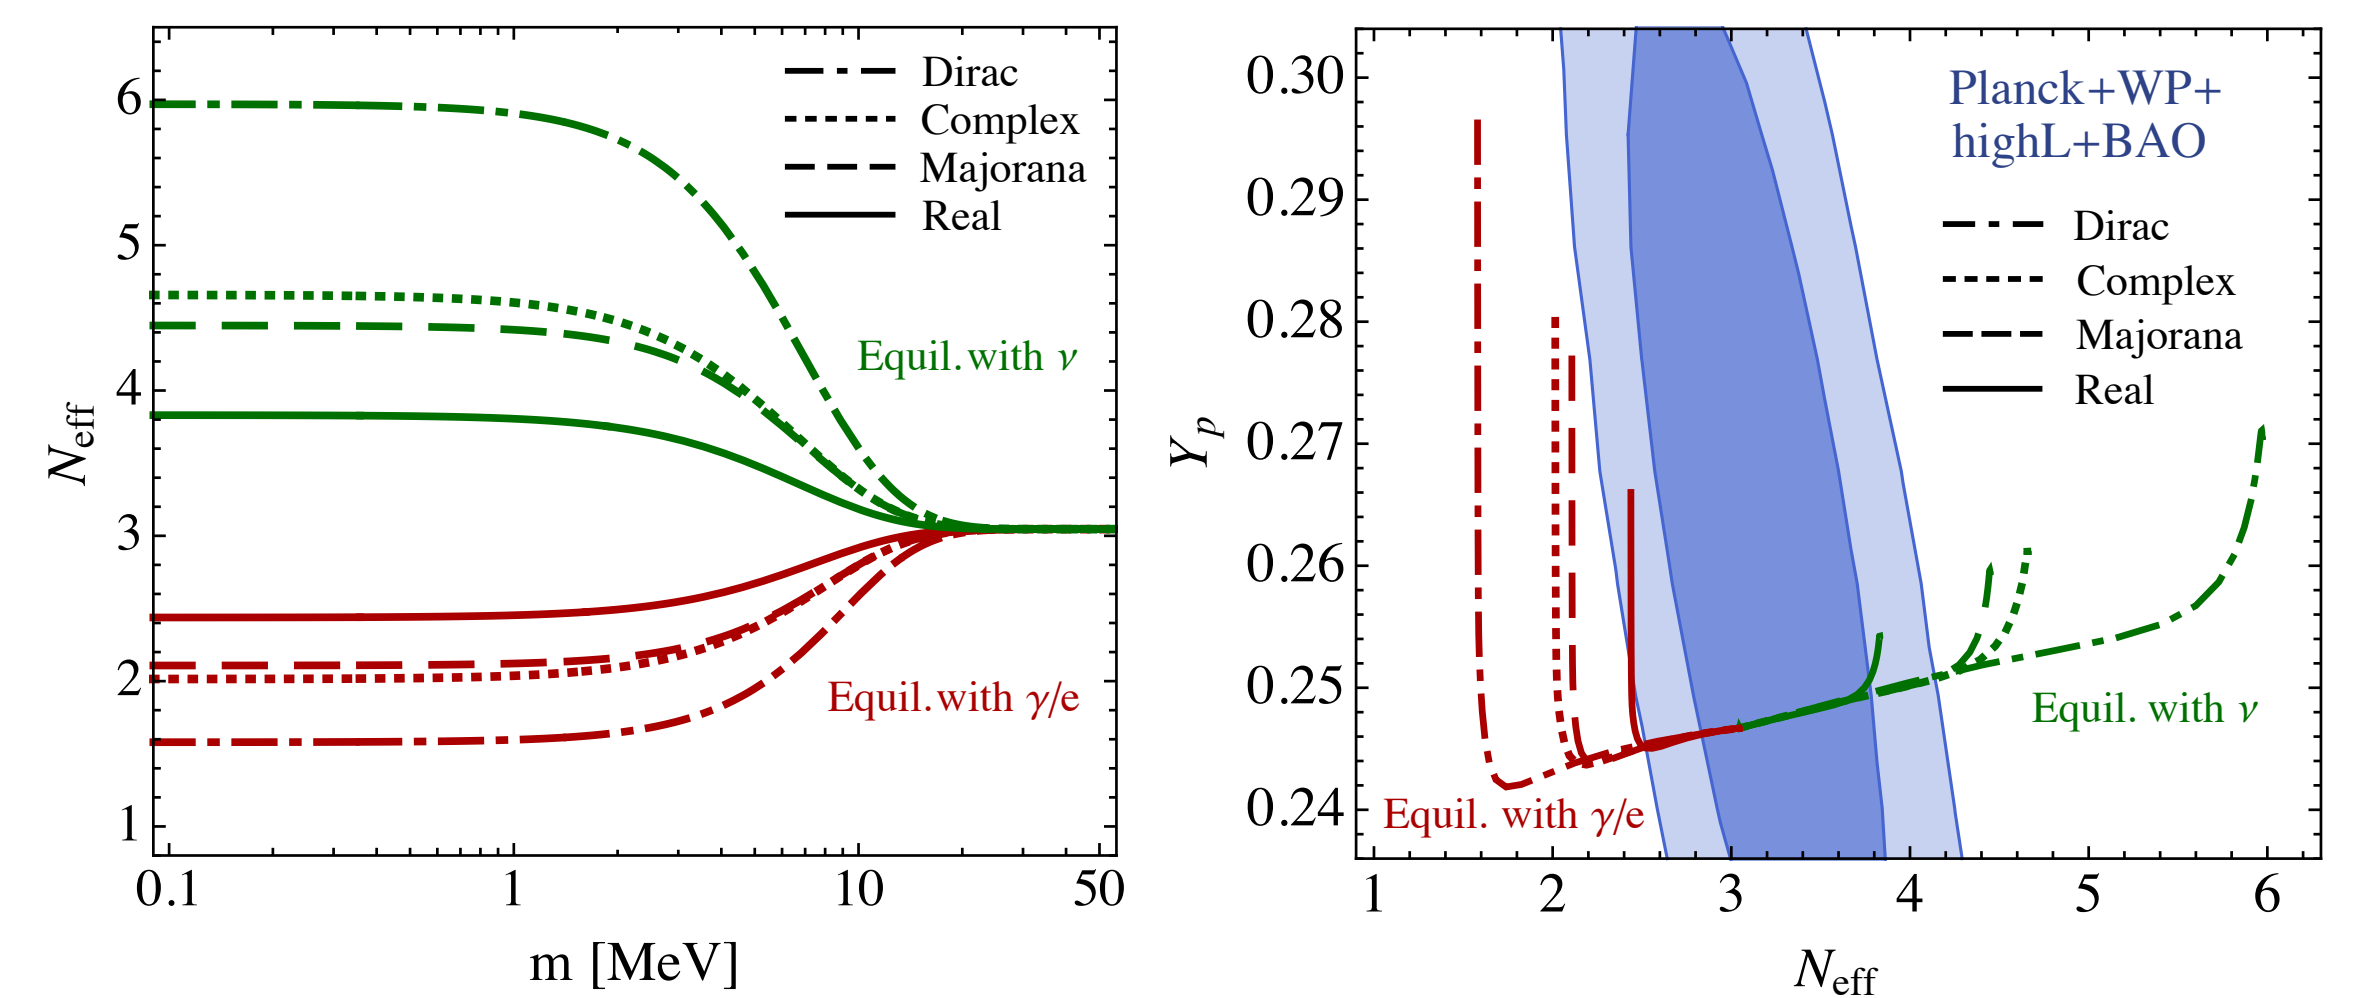 Dirac
Complex
Majorana
Real
6
5
4
3
2
1
N_eff
Equil.with ν
Equil.with γ/e
0.1 1 10 50
m [MeV]
Planck+WP+
highL+BAO
Dirac
Complex
Majorana
Real
0.30
0.29
0.28
0.27
0.26
0.25
0.24
Y_p
Equil. with ν
Equil. with γ/e
1 2 3 4 5 6
N_eff